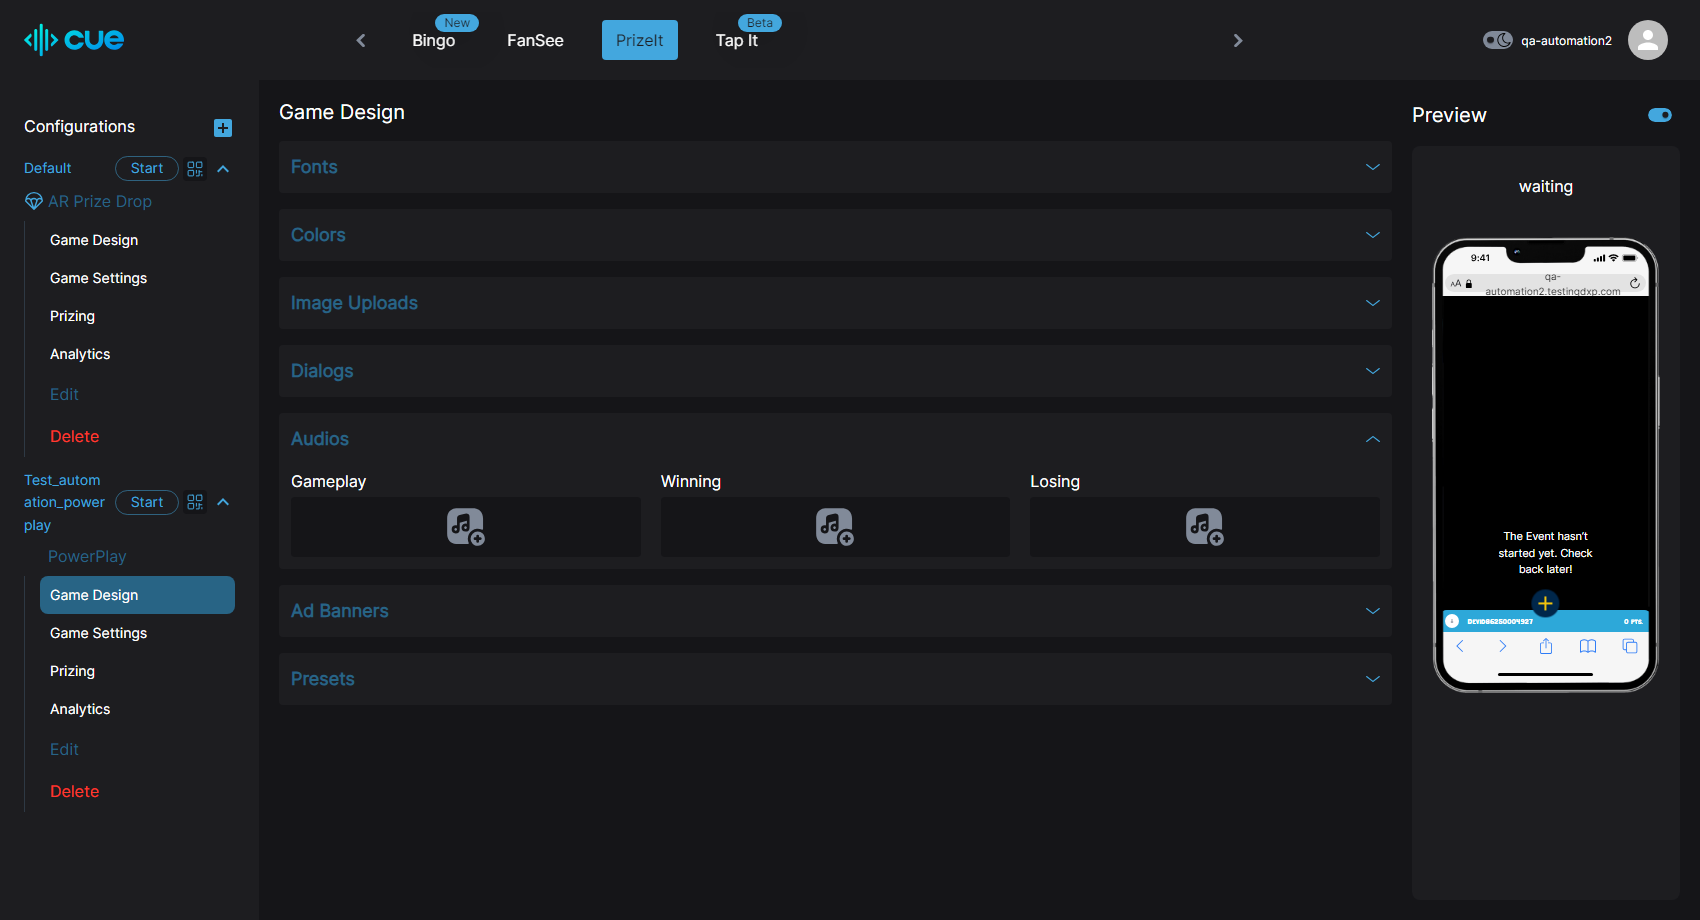 cue
New
Bingo
FanSee
PrizeIt
Beta
Tap It
qa-automation2
Configurations
Default
Start
AR Prize Drop
Game Design
Game Settings
Prizing
Analytics
Edit
Delete
Test_autom
ation_power
play
Start
PowerPlay
Game Design
Game Settings
Prizing
Analytics
Edit
Delete
Game Design
Fonts
Colors
Image Uploads
Dialogs
Audios
Gameplay
Winning
Losing
Ad Banners
Presets
Preview
waiting
9:41
AA
qa-
automation2.testingdxp.com
The Event hasn't
started yet. Check
back later!
0 PTS.